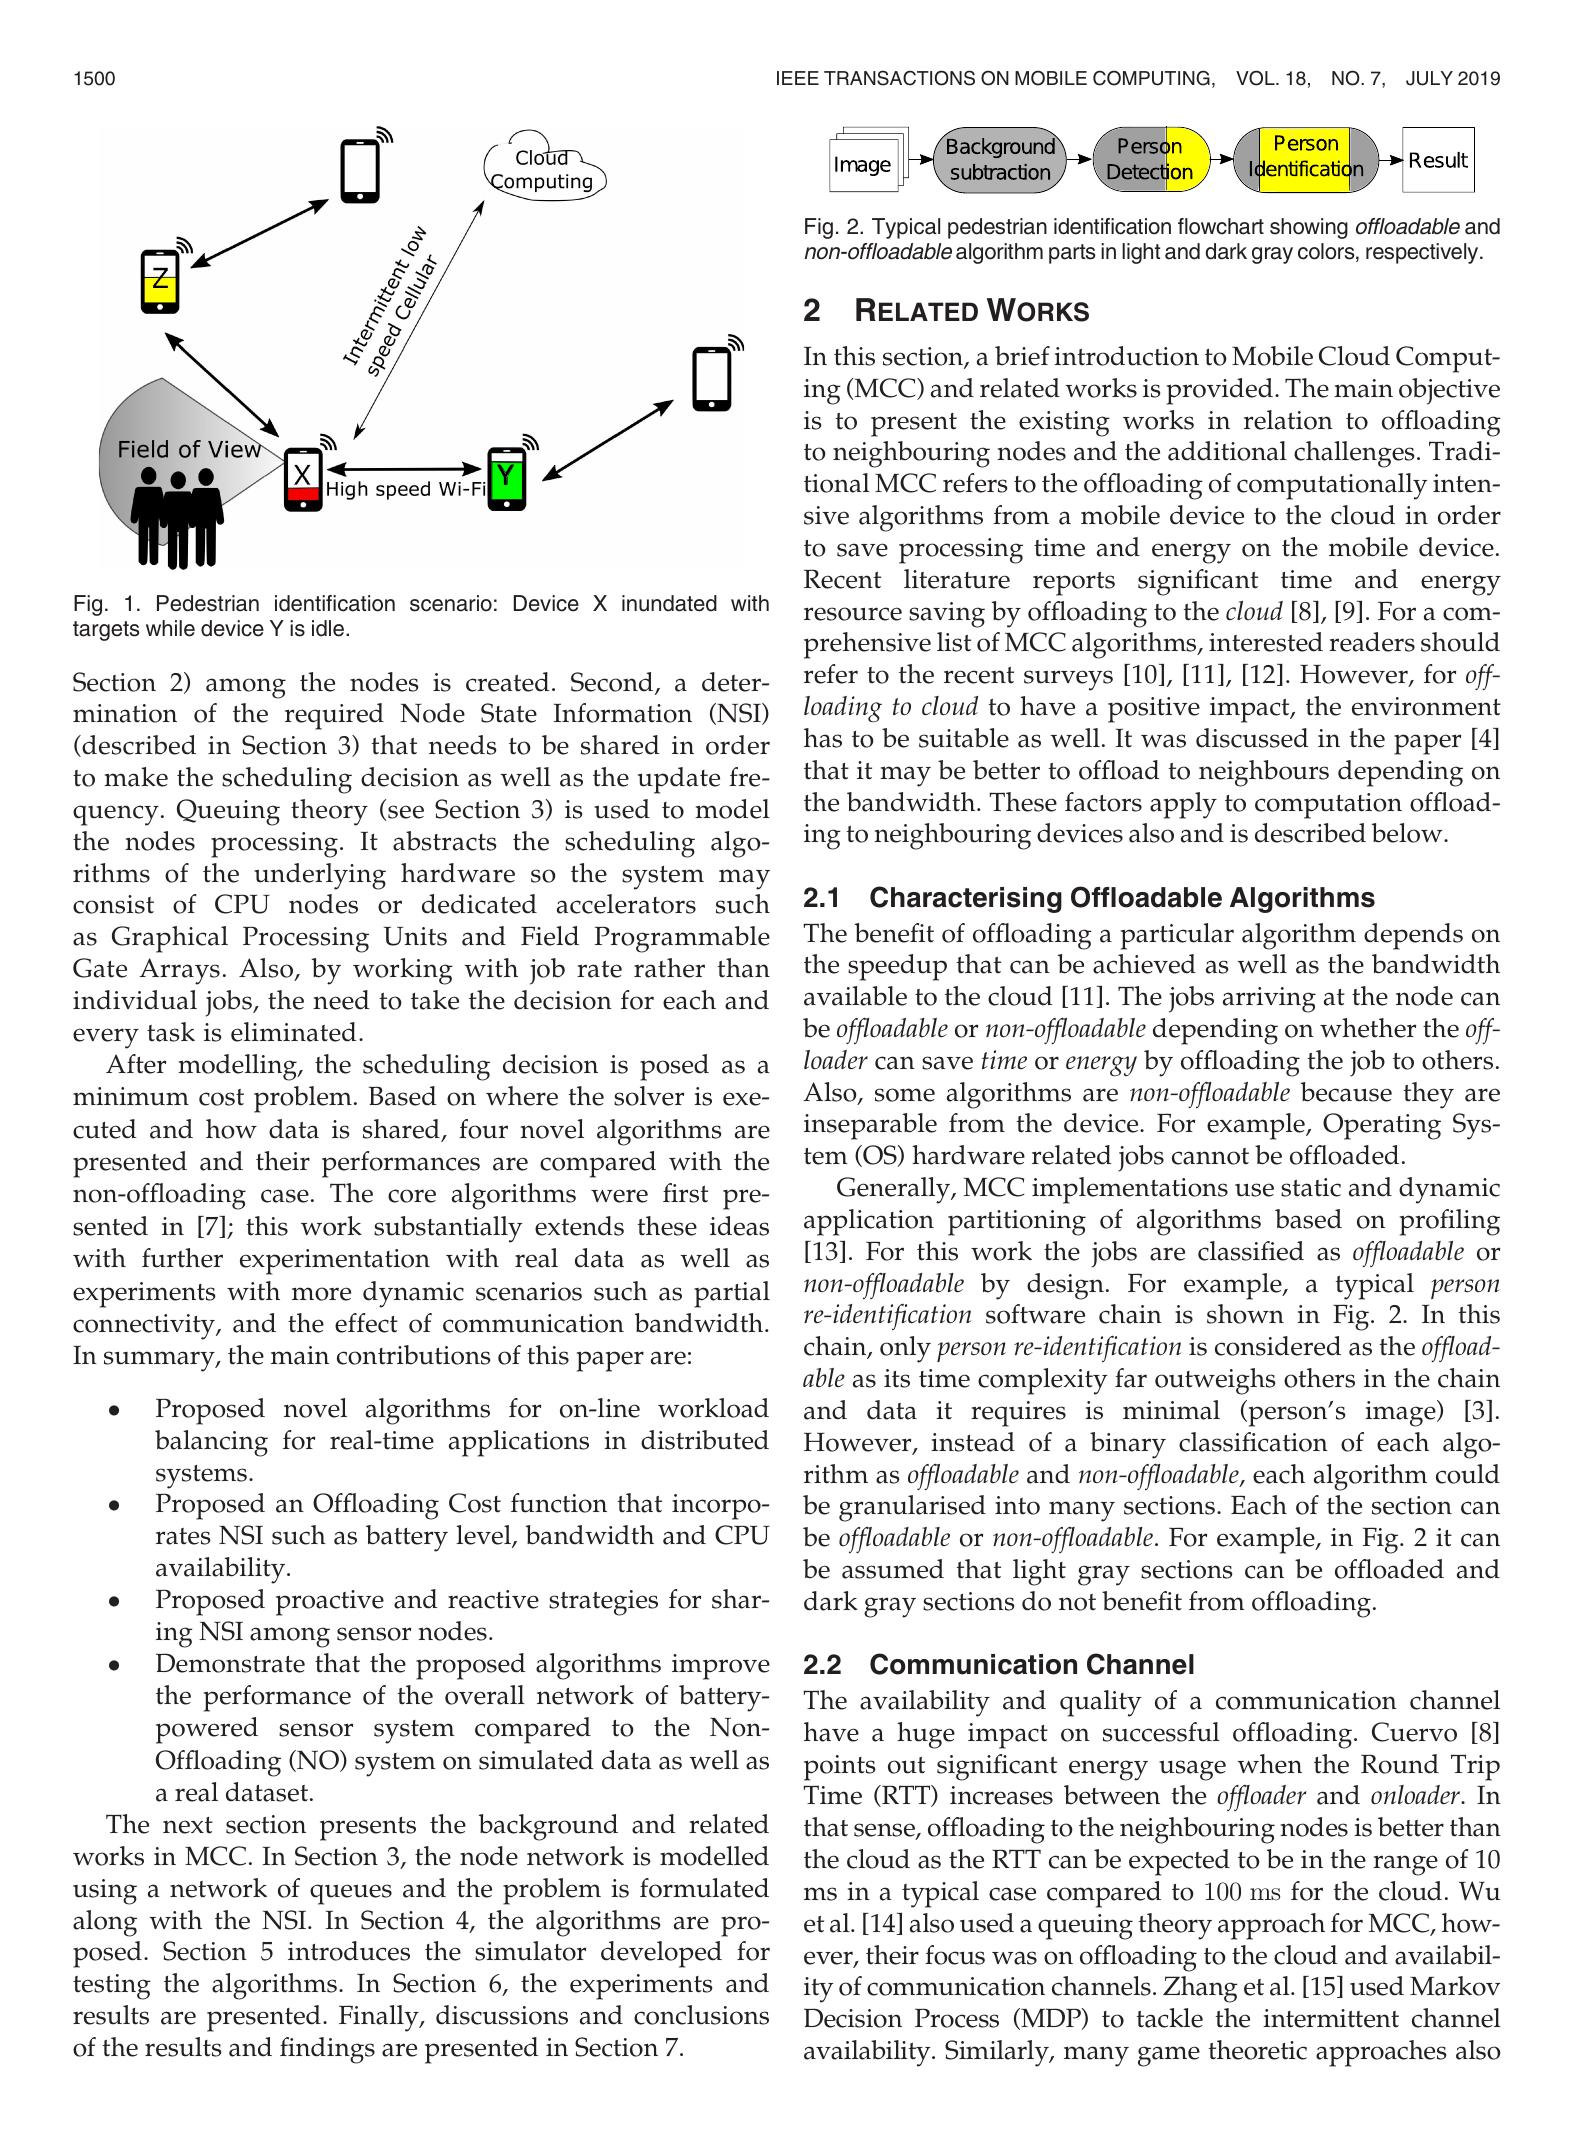 1500
IEEE TRANSACTIONS ON MOBILE COMPUTING, VOL. 18, NO. 7, JULY 2019
Cloud
Computing
Z
Intermittent low
speed Cellular
Field of View
X
High speed Wi-Fi
Y
Fig. 1. Pedestrian identification scenario: Device X inundated with
targets while device Y is idle.
Section 2) among the nodes is created. Second, a deter-
mination of the required Node State Information (NSI)
(described in Section 3) that needs to be shared in order
to make the scheduling decision as well as the update fre-
quency. Queuing theory (see Section 3) is used to model
the nodes processing. It abstracts the scheduling algo-
rithms of the underlying hardware so the system may
consist of CPU nodes or dedicated accelerators such
as Graphical Processing Units and Field Programmable
Gate Arrays. Also, by working with job rate rather than
individual jobs, the need to take the decision for each and
every task is eliminated.
After modelling, the scheduling decision is posed as a
minimum cost problem. Based on where the solver is exe-
cuted and how data is shared, four novel algorithms are
presented and their performances are compared with the
non-offloading case. The core algorithms were first pre-
sented in [7]; this work substantially extends these ideas
with further experimentation with real data as well as
experiments with more dynamic scenarios such as partial
connectivity, and the effect of communication bandwidth.
In summary, the main contributions of this paper are:
• Proposed novel algorithms for on-line workload
balancing for real-time applications in distributed
systems.
• Proposed an Offloading Cost function that incorpo-
rates NSI such as battery level, bandwidth and CPU
availability.
• Proposed proactive and reactive strategies for shar-
ing NSI among sensor nodes.
• Demonstrate that the proposed algorithms improve
the performance of the overall network of battery-
powered sensor system compared to the Non-
Offloading (NO) system on simulated data as well as
a real dataset.
The next section presents the background and related
works in MCC. In Section 3, the node network is modelled
using a network of queues and the problem is formulated
along with the NSI. In Section 4, the algorithms are pro-
posed. Section 5 introduces the simulator developed for
testing the algorithms. In Section 6, the experiments and
results are presented. Finally, discussions and conclusions
of the results and findings are presented in Section 7.
Image
Background
subtraction
Person
Detection
Person
Identification
Result
Fig. 2. Typical pedestrian identification flowchart showing offloadable and
non-offloadable algorithm parts in light and dark gray colors, respectively.
2 RELATED WORKS
In this section, a brief introduction to Mobile Cloud Comput-
ing (MCC) and related works is provided. The main objective
is to present the existing works in relation to offloading
to neighbouring nodes and the additional challenges. Tradi-
tional MCC refers to the offloading of computationally inten-
sive algorithms from a mobile device to the cloud in order
to save processing time and energy on the mobile device.
Recent literature reports significant time and energy
resource saving by offloading to the cloud [8], [9]. For a com-
prehensive list of MCC algorithms, interested readers should
refer to the recent surveys [10], [11], [12]. However, for off-
loading to cloud to have a positive impact, the environment
has to be suitable as well. It was discussed in the paper [4]
that it may be better to offload to neighbours depending on
the bandwidth. These factors apply to computation offload-
ing to neighbouring devices also and is described below.
2.1 Characterising Offloadable Algorithms
The benefit of offloading a particular algorithm depends on
the speedup that can be achieved as well as the bandwidth
available to the cloud [11]. The jobs arriving at the node can
be offloadable or non-offloadable depending on whether the off-
loader can save time or energy by offloading the job to others.
Also, some algorithms are non-offloadable because they are
inseparable from the device. For example, Operating Sys-
tem (OS) hardware related jobs cannot be offloaded.
Generally, MCC implementations use static and dynamic
application partitioning of algorithms based on profiling
[13]. For this work the jobs are classified as offloadable or
non-offloadable by design. For example, a typical person
re-identification software chain is shown in Fig. 2. In this
chain, only person re-identification is considered as the offload-
able as its time complexity far outweighs others in the chain
and data it requires is minimal (person's image) [3].
However, instead of a binary classification of each algo-
rithm as offloadable and non-offloadable, each algorithm could
be granularised into many sections. Each of the section can
be offloadable or non-offloadable. For example, in Fig. 2 it can
be assumed that light gray sections can be offloaded and
dark gray sections do not benefit from offloading.
2.2 Communication Channel
The availability and quality of a communication channel
have a huge impact on successful offloading. Cuervo [8]
points out significant energy usage when the Round Trip
Time (RTT) increases between the offloader and onloader. In
that sense, offloading to the neighbouring nodes is better than
the cloud as the RTT can be expected to be in the range of 10
ms in a typical case compared to 100 ms for the cloud. Wu
et al. [14] also used a queuing theory approach for MCC, how-
ever, their focus was on offloading to the cloud and availabil-
ity of communication channels. Zhang et al. [15] used Markov
Decision Process (MDP) to tackle the intermittent channel
availability. Similarly, many game theoretic approaches also